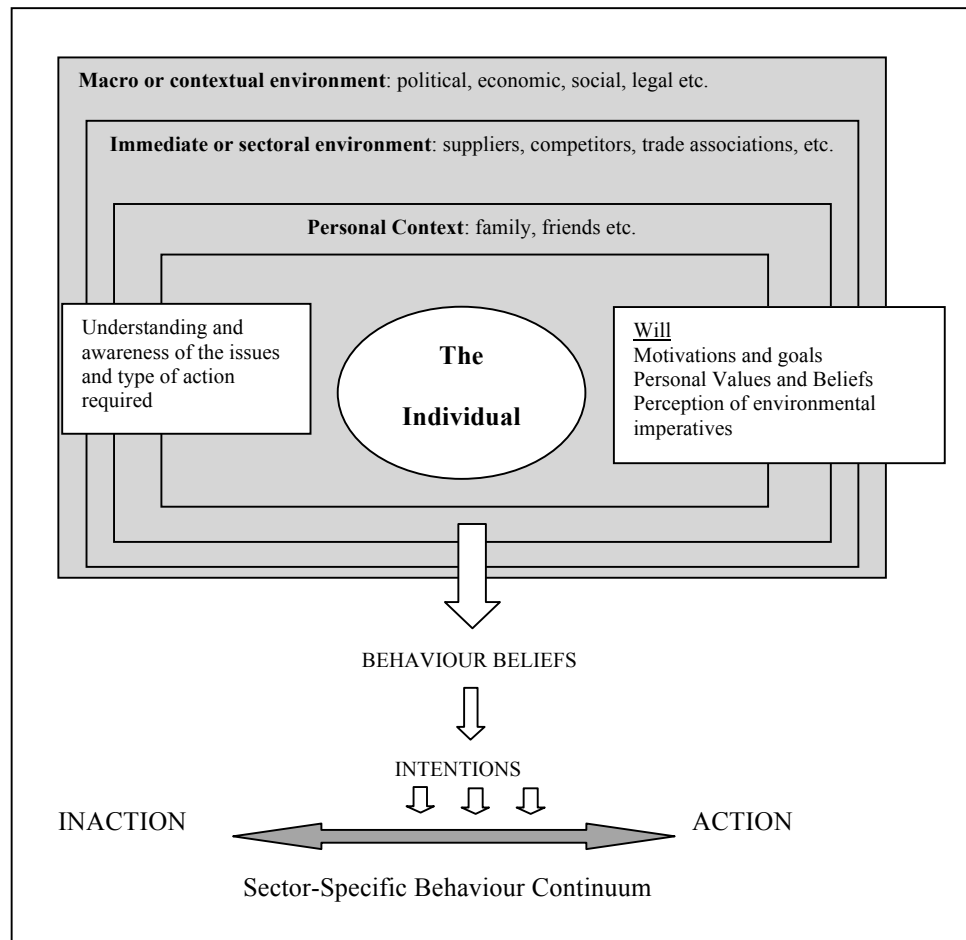 Macro or contextual environment: political, economic, social, legal etc.
Immediate or sectoral environment: suppliers, competitors, trade associations, etc.
Personal Context: family, friends etc.
Understanding and
awareness of the issues
and type of action
required
The
Individual
Will
Motivations and goals
Personal Values and Beliefs
Perception of environmental
imperatives
BEHAVIOUR BELIEFS
INTENTIONS
INACTION
ACTION
Sector-Specific Behaviour Continuum